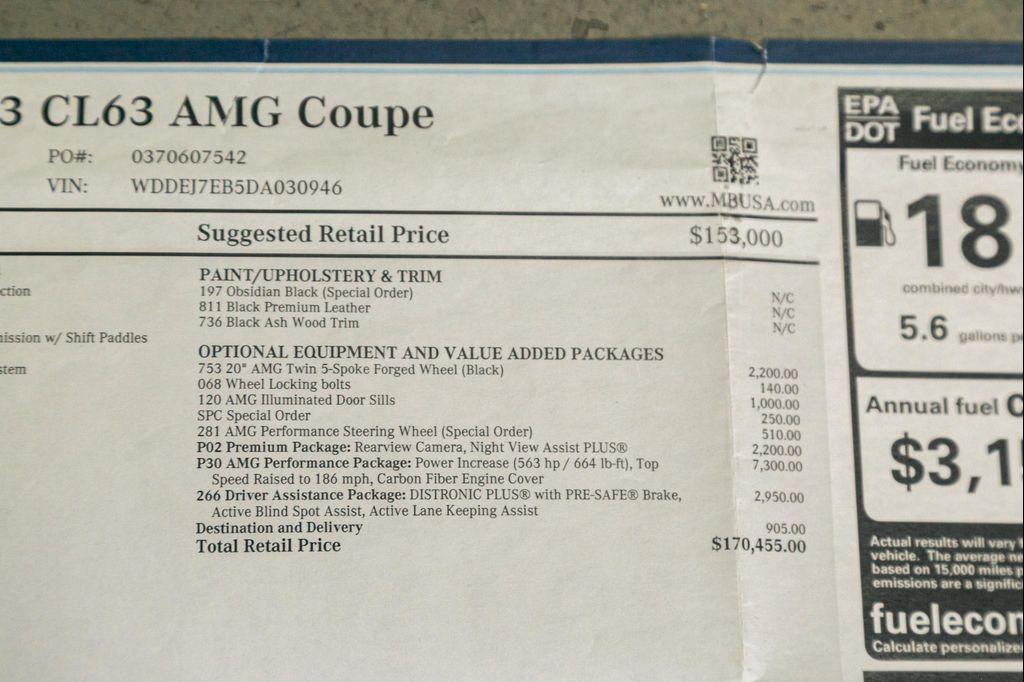 3 CL63 AMG Coupe
PO#: 0370607542
VIN: WDDEJ7EB5DA030946
www.MBUSA.com
Suggested Retail Price $153,000
ction
ission w/ Shift Paddles
stem
PAINT/UPHOLSTERY & TRIM
197 Obsidian Black (Special Order) N/C
811 Black Premium Leather N/C
736 Black Ash Wood Trim N/C
OPTIONAL EQUIPMENT AND VALUE ADDED PACKAGES
753 20" AMG Twin 5-Spoke Forged Wheel (Black) 2,200.00
068 Wheel Locking bolts 140.00
120 AMG Illuminated Door Sills 1,000.00
SPC Special Order 250.00
281 AMG Performance Steering Wheel (Special Order) 510.00
P02 Premium Package: Rearview Camera, Night View Assist PLUS® 2,200.00
P30 AMG Performance Package: Power Increase (563 hp / 664 lb-ft), Top 7,300.00
Speed Raised to 186 mph, Carbon Fiber Engine Cover
266 Driver Assistance Package: DISTRONIC PLUS® with PRE-SAFE® Brake, 2,950.00
Active Blind Spot Assist, Active Lane Keeping Assist
Destination and Delivery 905.00
Total Retail Price $170,455.00
EPA
DOT Fuel Eco
Fuel Economy
18
combined city/hw
5.6 gallons p
Annual fuel C
$3,1
Actual results will vary
vehicle. The average ne
based on 15,000 miles p
emissions are a signific
fuelecon
Calculate personalize